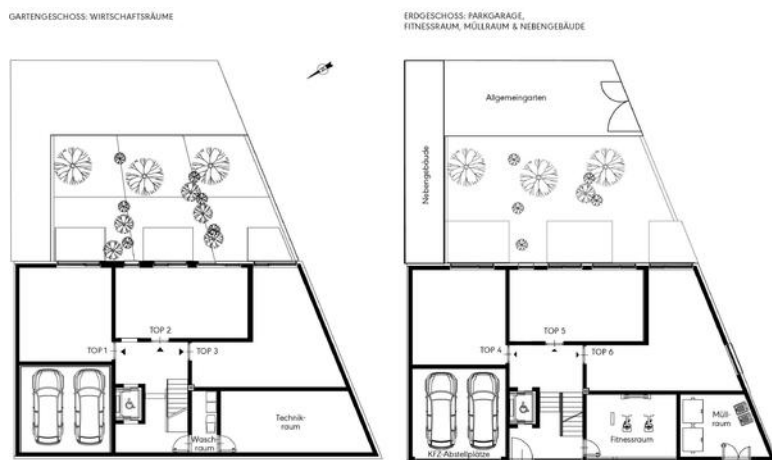 GARTENGESCHOSS: WIRTSCHAFTSRÄUME
TOP 1
TOP 2
TOP 3
Wasch-
raum
Technik-
raum
ERDGESCHOSS: PARKGARAGE,
FITNESSRAUM, MÜLLRAUM & NEBENGEBÄUDE
Allgemeingarten
Nebengebäude
TOP 4
TOP 5
TOP 6
KFZ-Abstellplätze
Fitnessraum
Müll-
raum